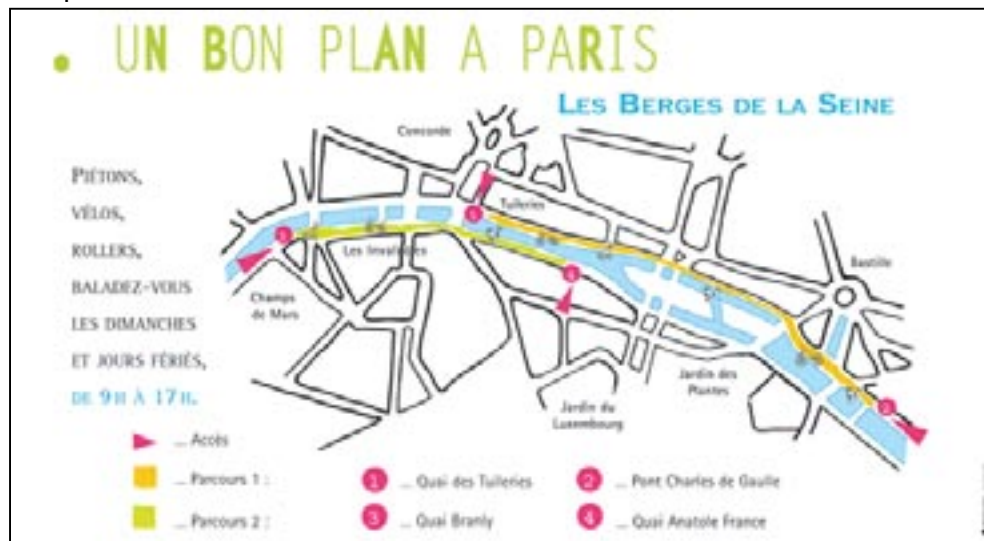 . UN BON PLAN A PARIS
LES BERGES DE LA SEINE
PIÉTONS,
VÉLOS,
ROLLERS,
BALADEZ-VOUS
LES DIMANCHES
ET JOURS FÉRIÉS,
DE 9H À 17H.
Concorde
Tuileries
Les Invalides
Bastille
Champs
de Mars
Jardin des
Plantes
Jardin du
Luxembourg
... Accès
... Parcours 1 :
... Parcours 2 :
1 ... Quai des Tuileries
2 ... Pont Charles de Gaulle
3 ... Quai Branly
4 ... Quai Anatole France